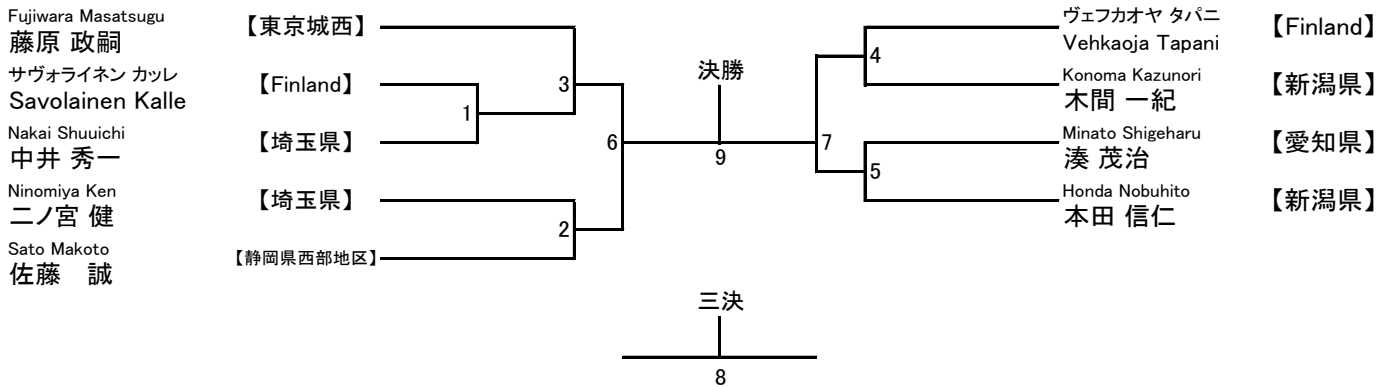 Fujiwara Masatsugu
藤原 政嗣
【東京城西】
サヴォライネン カッレ
Savolainen Kalle
【Finland】
Nakai Shuuichi
中井 秀一
【埼玉県】
Ninomiya Ken
二ノ宮 健
【埼玉県】
Sato Makoto
佐藤　誠
【静岡県西部地区】
1
3
6
2
決勝
9
4
7
5
ヴェフカオヤ タパニ
Vehkaoja Tapani
【Finland】
Konoma Kazunori
木間 一紀
【新潟県】
Minato Shigeharu
湊 茂治
【愛知県】
Honda Nobuhito
本田 信仁
【新潟県】
三決
8